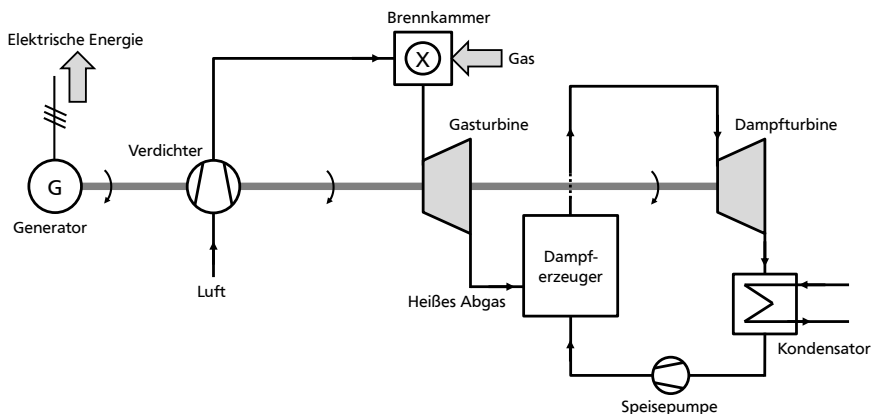 Brennkammer
Elektrische Energie
X
Gas
Verdichter
Gasturbine
Dampfturbine
G
Generator
Dampf-
erzeuger
Luft
Heißes Abgas
Kondensator
Speisepumpe